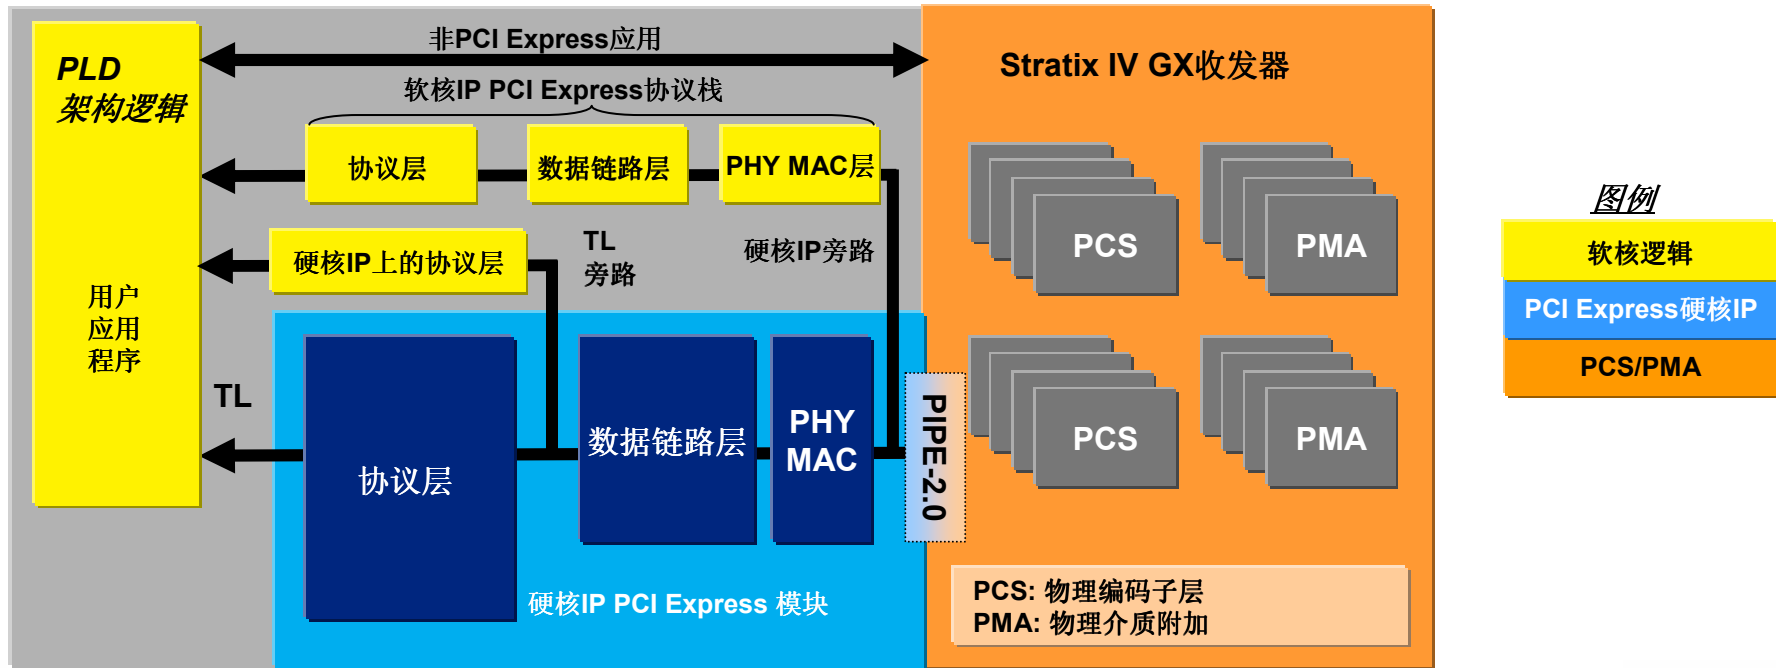 非PCI Express应用
PLD
架构逻辑
Stratix IV GX收发器
软核IP PCI Express协议栈
协议层
数据链路层
PHY MAC层
PCS
PMA
图例
软核逻辑
PCI Express硬核IP
PCS/PMA
硬核IP上的协议层
TL
旁路
硬核IP旁路
用户
应用
程序
TL
协议层
数据链路层
PHY
MAC
PIPE-2.0
PCS
PMA
硬核IP PCI Express 模块
PCS: 物理编码子层
PMA: 物理介质附加